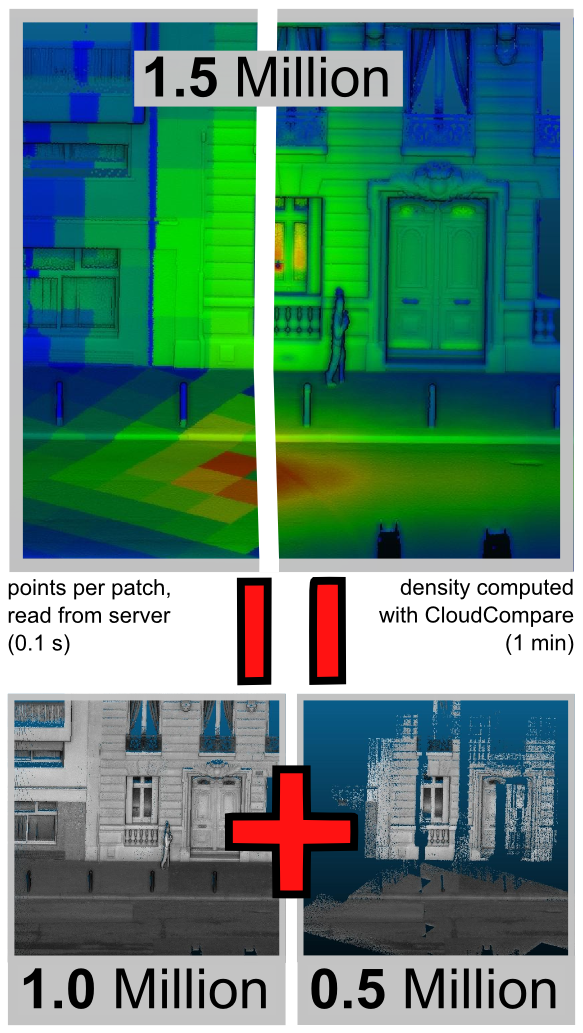 1.5 Million
points per patch,
read from server
(0.1 s)
density computed
with CloudCompare
(1 min)
1.0 Million
0.5 Million